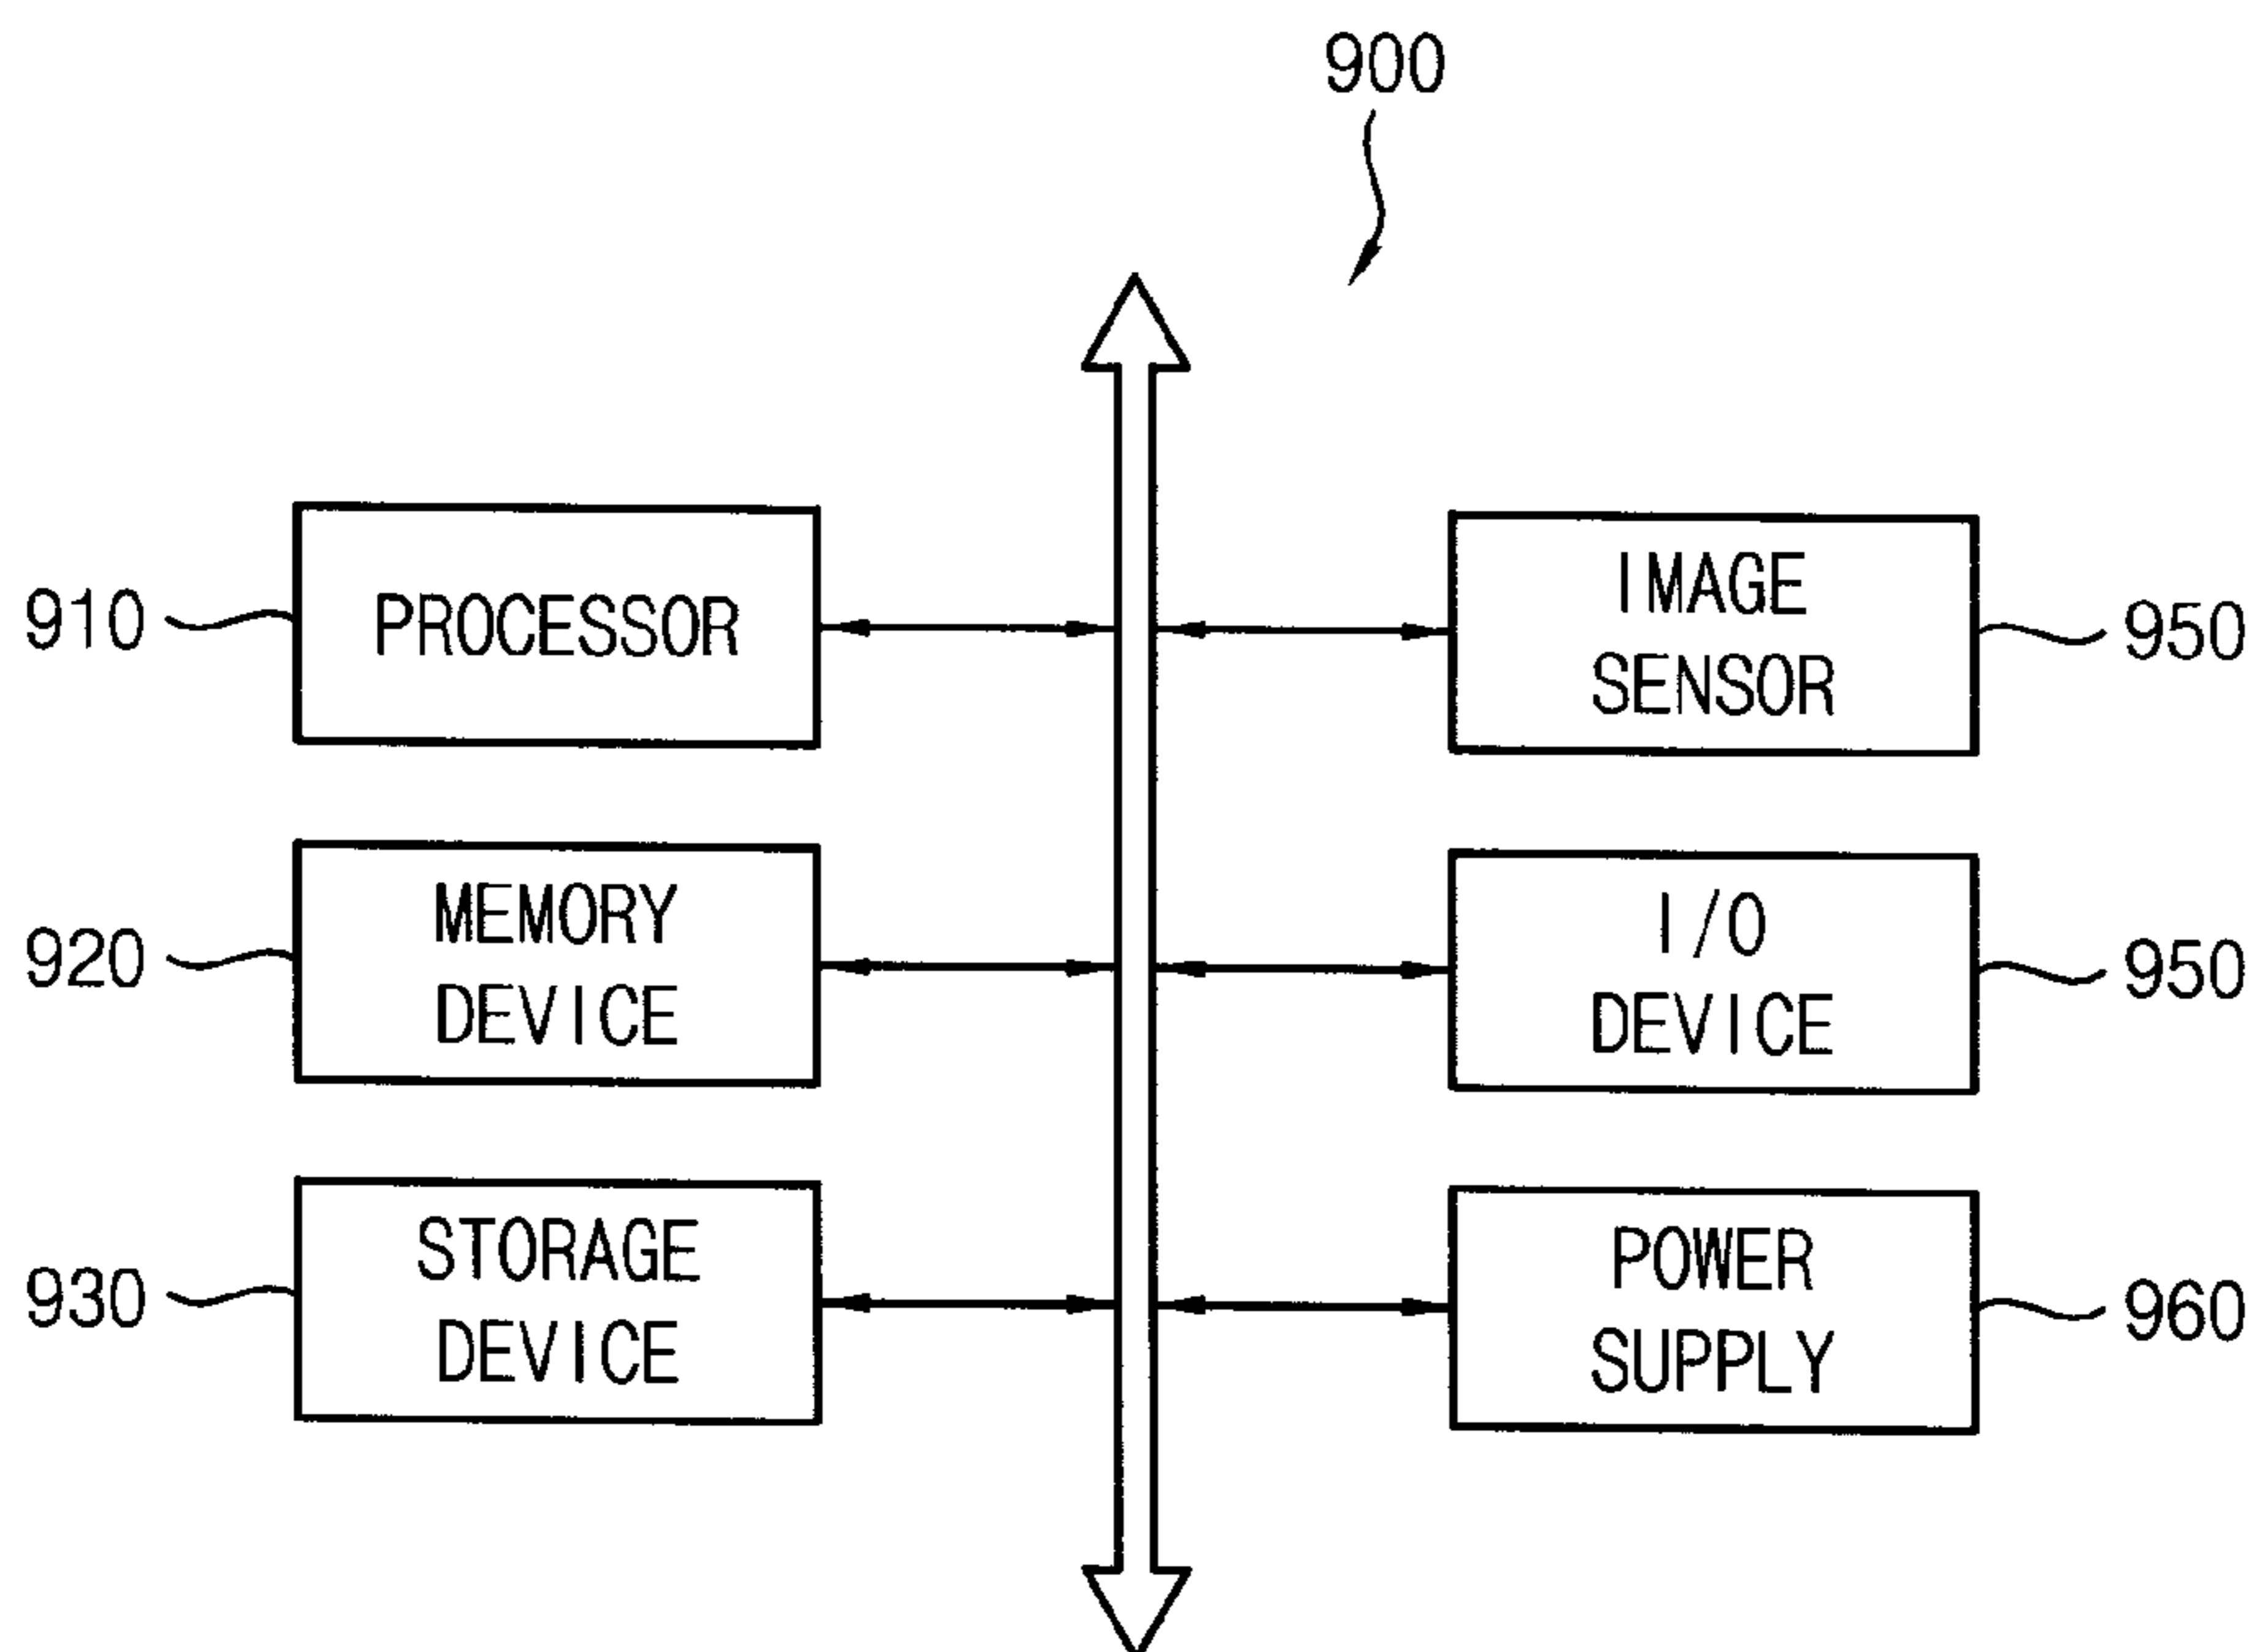 900
910
PROCESSOR
IMAGE
SENSOR
950
920
MEMORY
DEVICE
I/O
DEVICE
950
930
STORAGE
DEVICE
POWER
SUPPLY
960